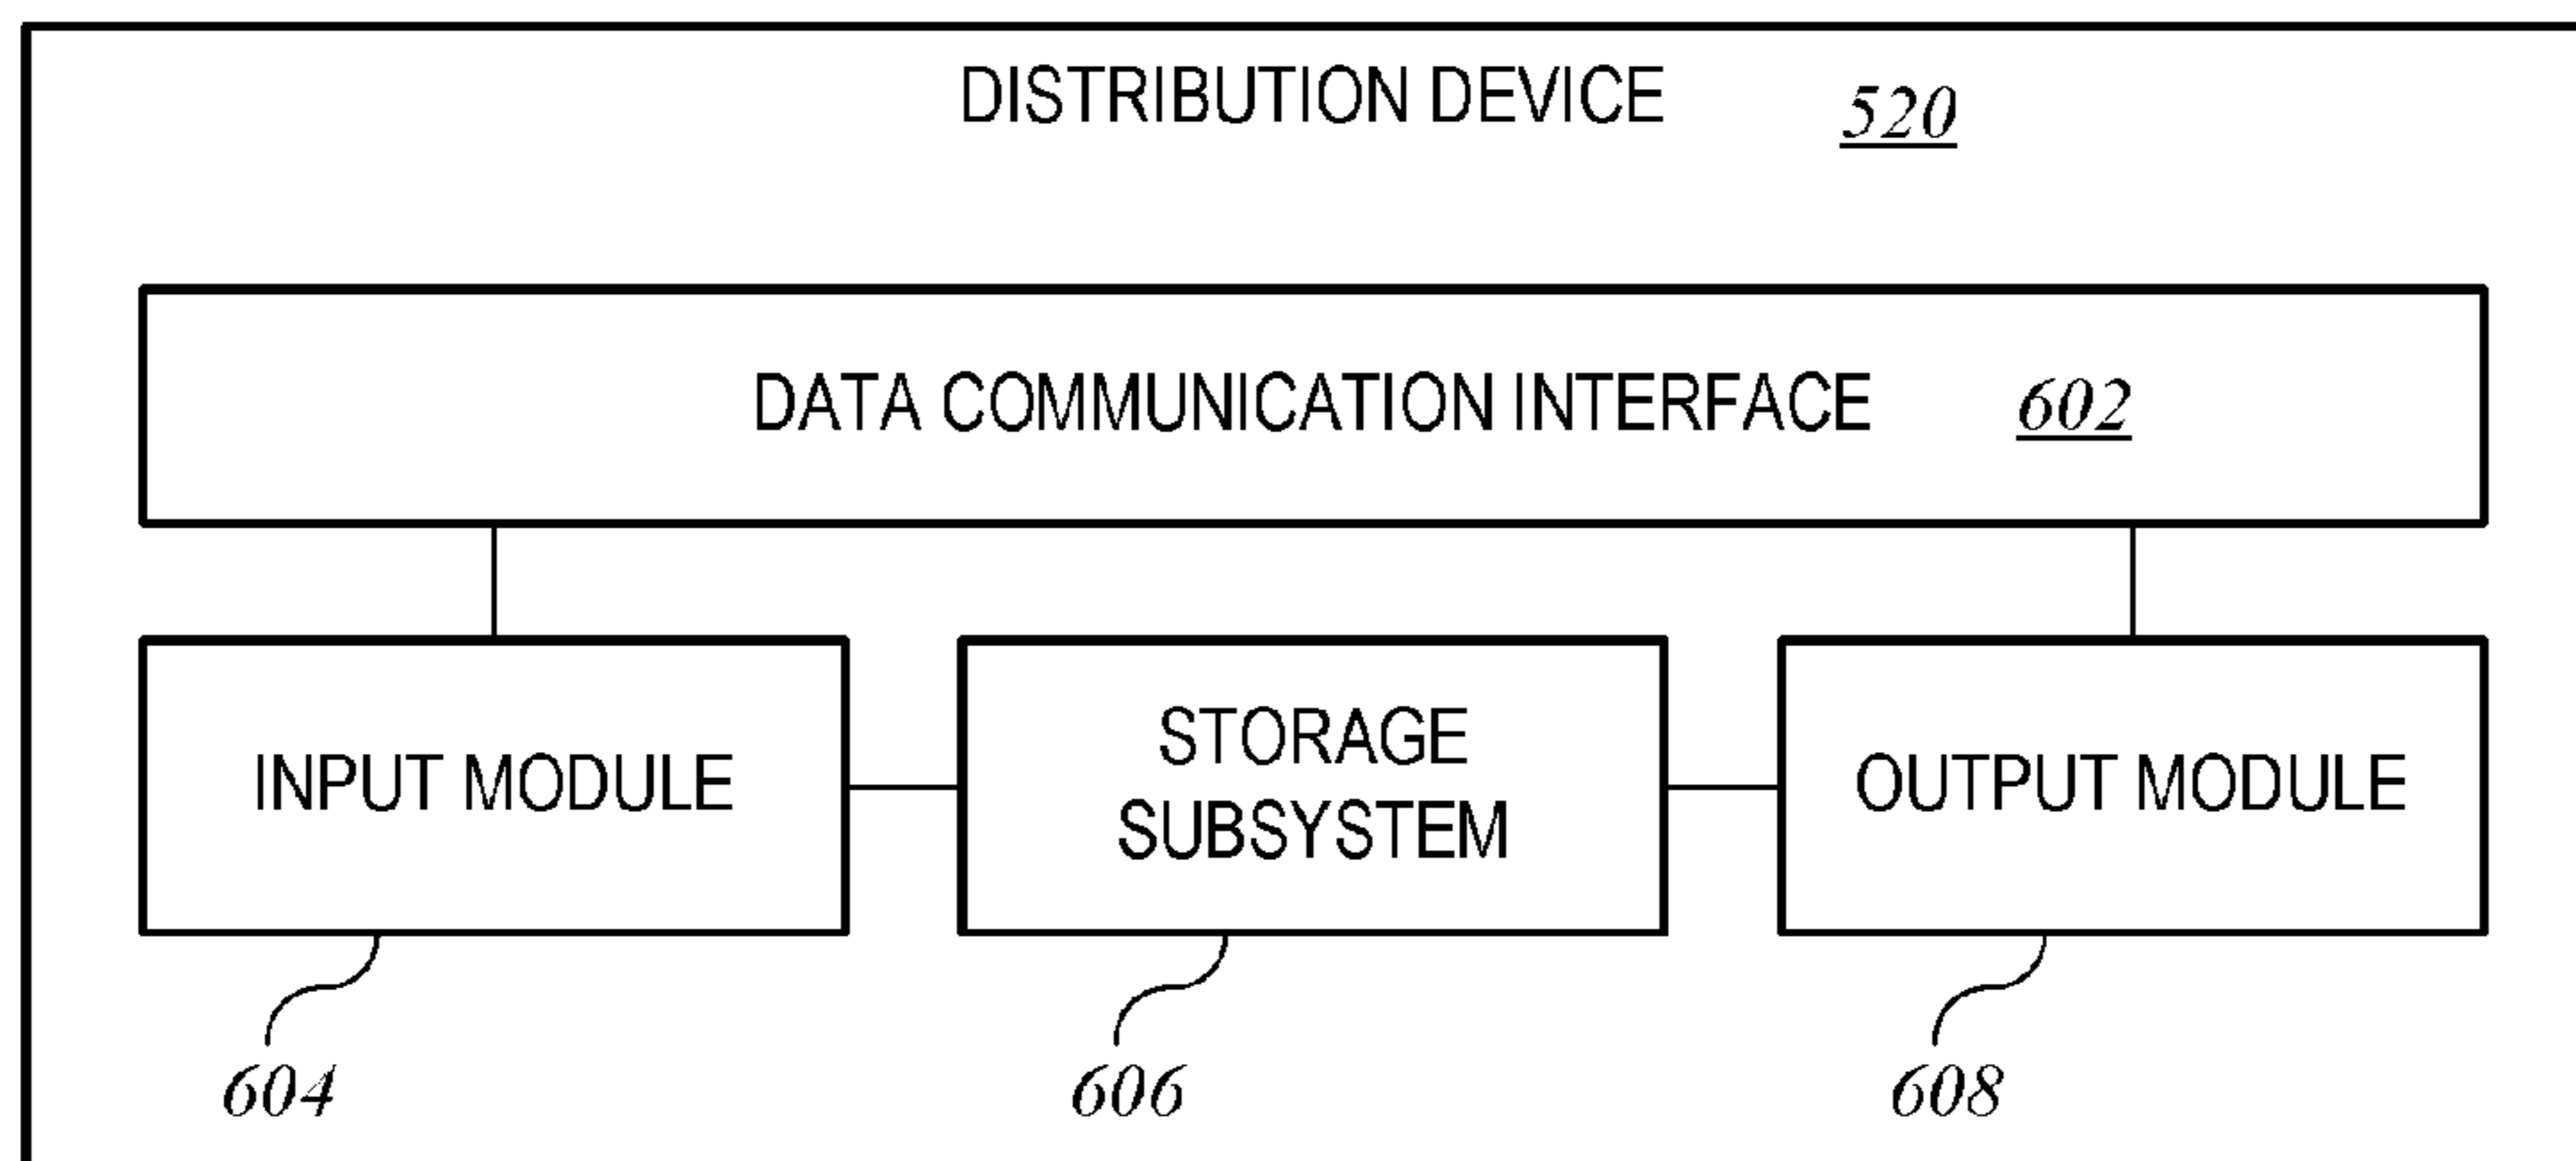 DISTRIBUTION DEVICE 520
DATA COMMUNICATION INTERFACE 602
INPUT MODULE
STORAGE
SUBSYSTEM
OUTPUT MODULE
604
606
608